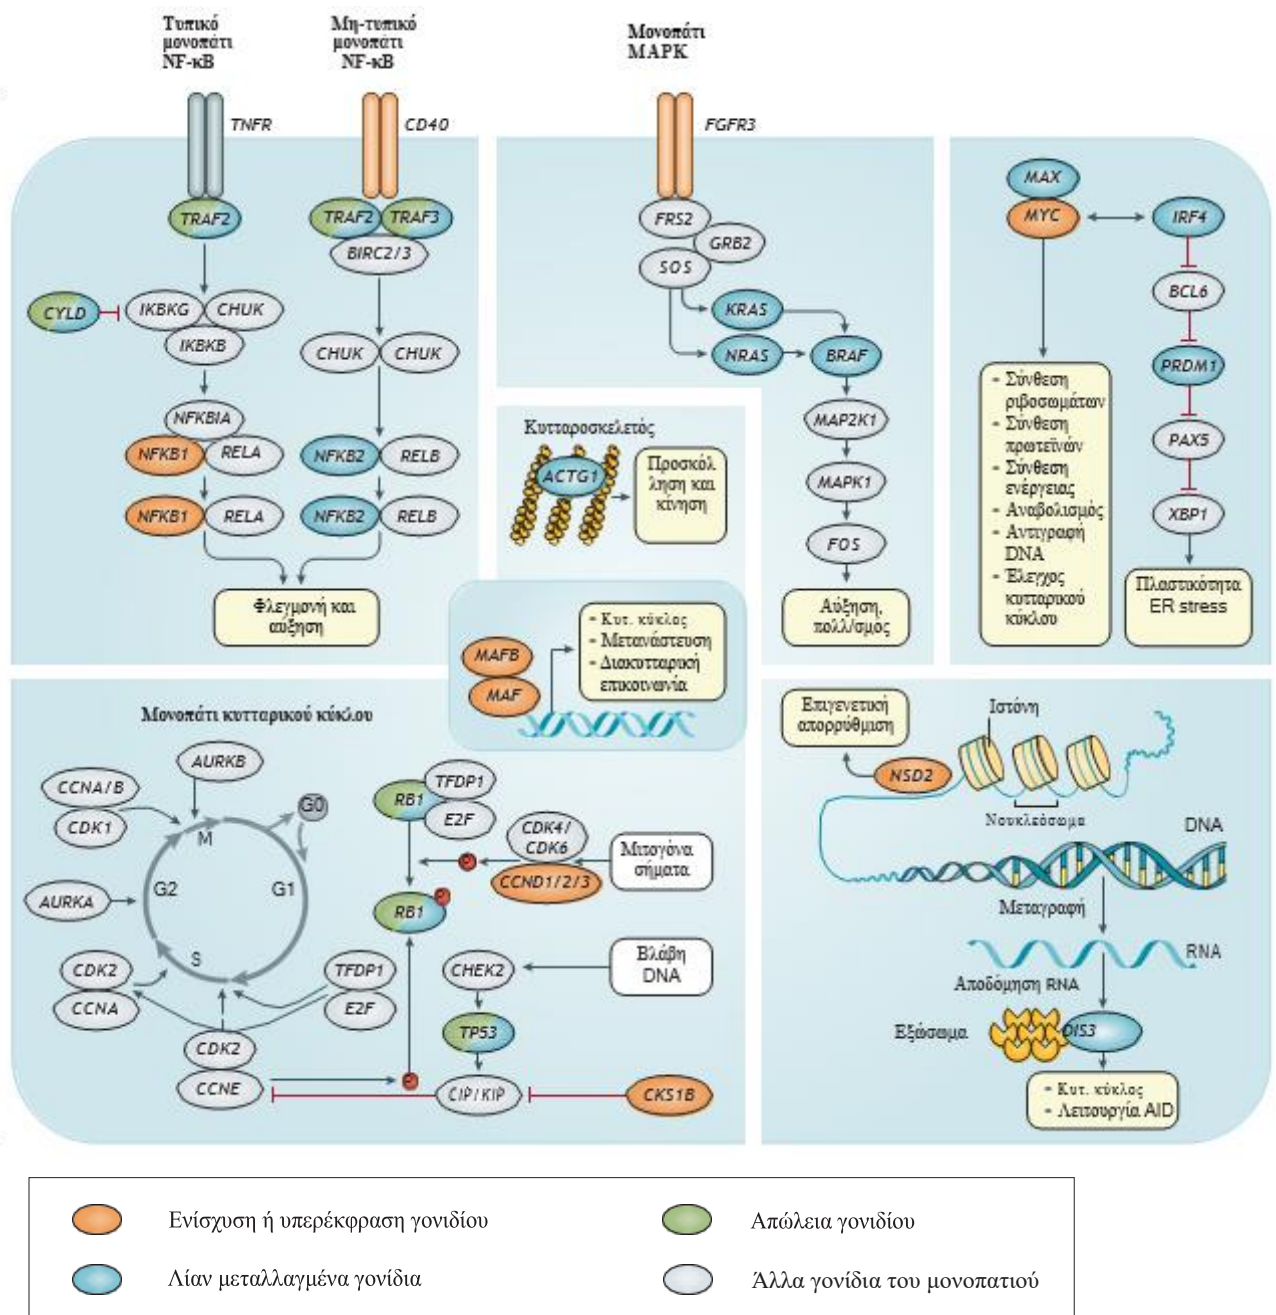 Τυπικό
μονοπάτι
NF-κB
Μη-τυπικό
μονοπάτι
NF-κB
Μονοπάτι
MAPK
TNFR
CD40
FGFR3
TRAF2
TRAF2
TRAF3
BIRC2/3
CYLD
IKBKG
CHUK
IKBKB
CHUK
CHUK
NFKBIA
NFKB1
RELA
NFKB2
RELB
NFKB1
RELA
NFKB2
RELB
Φλεγμονή και
αύξηση
FRS2
GRB2
SOS
KRAS
NRAS
BRAF
MAP2K1
MAPK1
FOS
Αύξηση,
πολλ/σμός
Κυτταροσκελετός
ACTG1
Προσκόλ
ληση και
κίνηση
MAX
MYC
IRF4
BCL6
PRDM1
PAX5
XBP1
- Σύνθεση
ριβοσωμάτων
- Σύνθεση
πρωτεϊνών
- Σύνθεση
ενέργειας
- Αναβολισμός
- Αντιγραφή
DNA
- Έλεγχος
κυτταρικού
κύκλου
Πλαστικότητα
ER stress
MAFB
MAF
- Κυτ. κύκλος
- Μετανάστευση
- Διακυτταρική
επικοινωνία
Μονοπάτι κυτταρικού κύκλου
AURKB
CCNA/B
CDK1
G0
M
G2
G1
S
AURKA
CDK2
CCNA
TFDP1
E2F
CDK2
CCNE
RB1
TFDP1
E2F
CDK4/
CDK6
CCND1/2/3
P
Μιτογόνα
σήματα
RB1
P
CHEK2
Βλάβη
DNA
TP53
P
CIP/KIP
CKS1B
Επιγενετική
απορρύθμιση
Ιστόνη
NSD2
Νουκλεόσωμα
DNA
Μεταγραφή
RNA
Αποδόμηση RNA
Εξώσωμα
DIS3
- Κυτ. κύκλος
- Λειτουργία AID
Ενίσχυση ή υπερέκφραση γονιδίου
Απώλεια γονιδίου
Λίαν μεταλλαγμένα γονίδια
Άλλα γονίδια του μονοπατιού